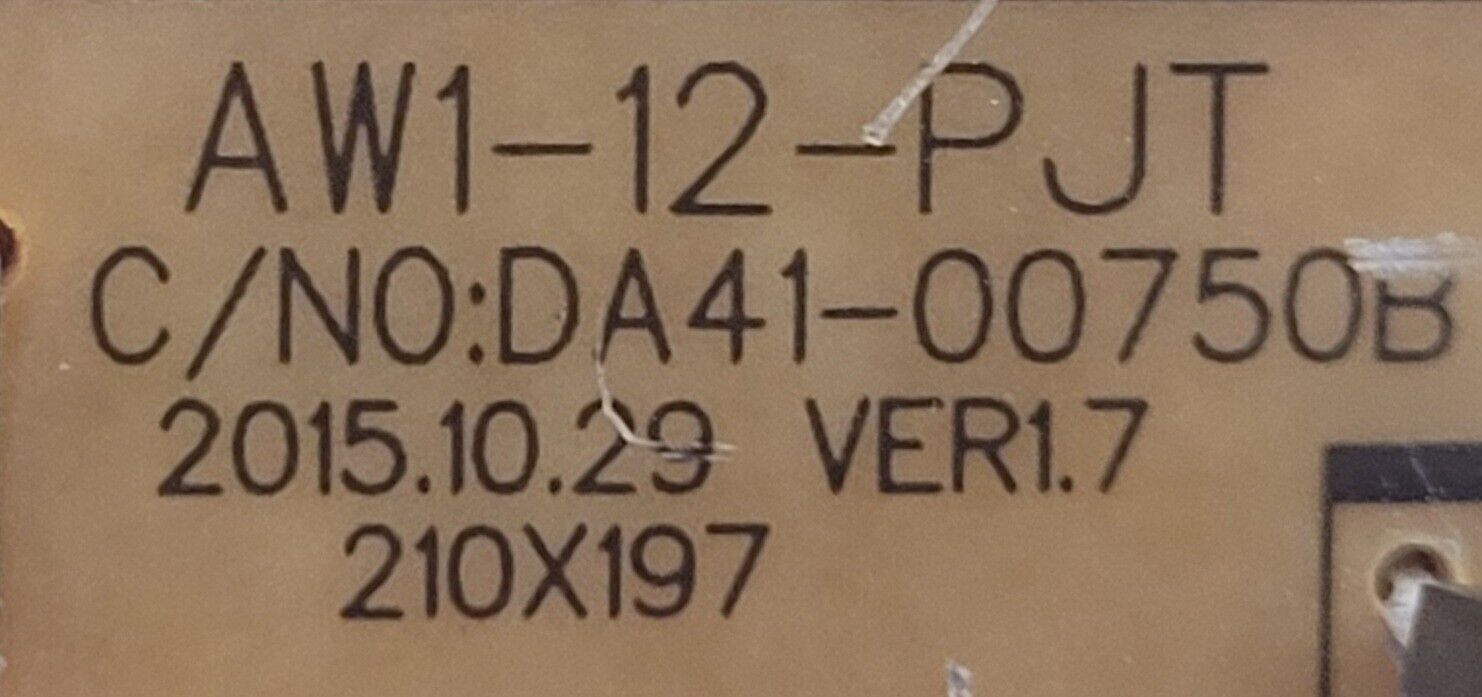 AW1-12-PJT
C/NO:DA41-00750B
2015.10.29 VER1.7
210X197